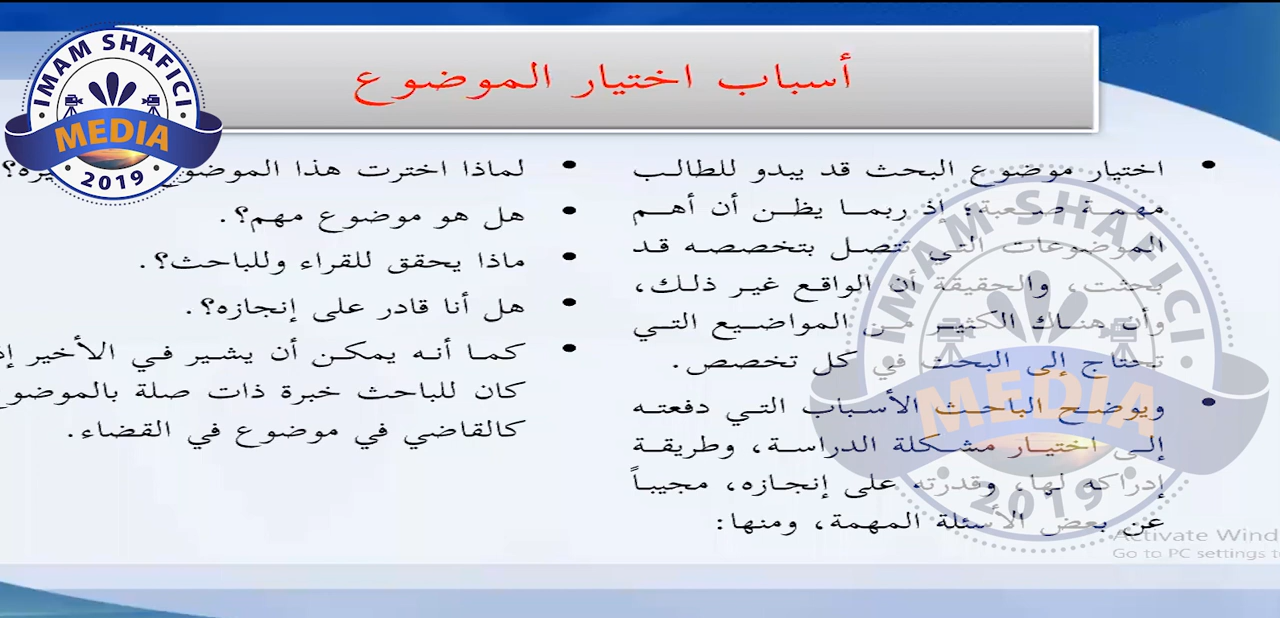 أسباب اختيار الموضوع
اختيار موضوع البحث قد يبدو للطالب
مهمة صعبة؛ إذ ربما يظن أن أهم
الموضوعات التي تتصل بتخصصه قد
بحثت، والحقيقة أن الواقع غير ذلك،
وأن هناك الكثير من المواضيع التي
تحتاج إلى البحث في كل تخصص.
ويوضح الباحث الأسباب التي دفعته
إلى اختيار مشكلة الدراسة، وطريقة
إدراكه لها، وقدرته على إنجازه، مجيباً
عن بعض الأسئلة المهمة، ومنها:
لماذا اخترت هذا الموضوع
هل هو موضوع مهم؟.
ماذا يحقق للقراء وللباحث؟.
هل أنا قادر على إنجازه؟.
كما أنه يمكن أن يشير في الأخير
كان للباحث خبرة ذات صلة
كالقاضي في موضوع في القضاء.
IMAM SHAFICI
MEDIA
2019
IMAM SHAFICI
MEDIA
2019
Activate Wind
Go to PC settings t